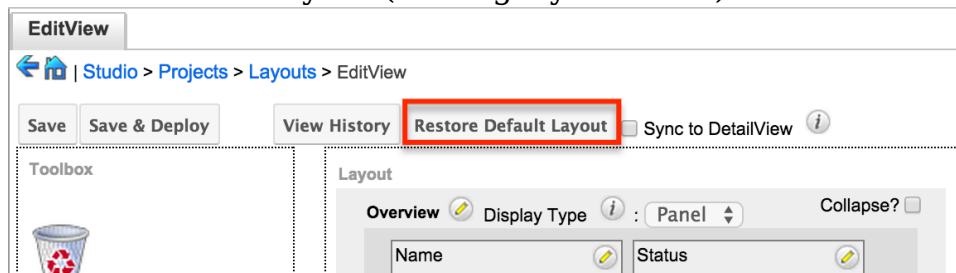 EditView
| Studio > Projects > Layouts > EditView
Save Save & Deploy View History Restore Default Layout Sync to DetailView i
Toolbox
Layout
Overview Display Type i : Panel Collapse?
Name Status